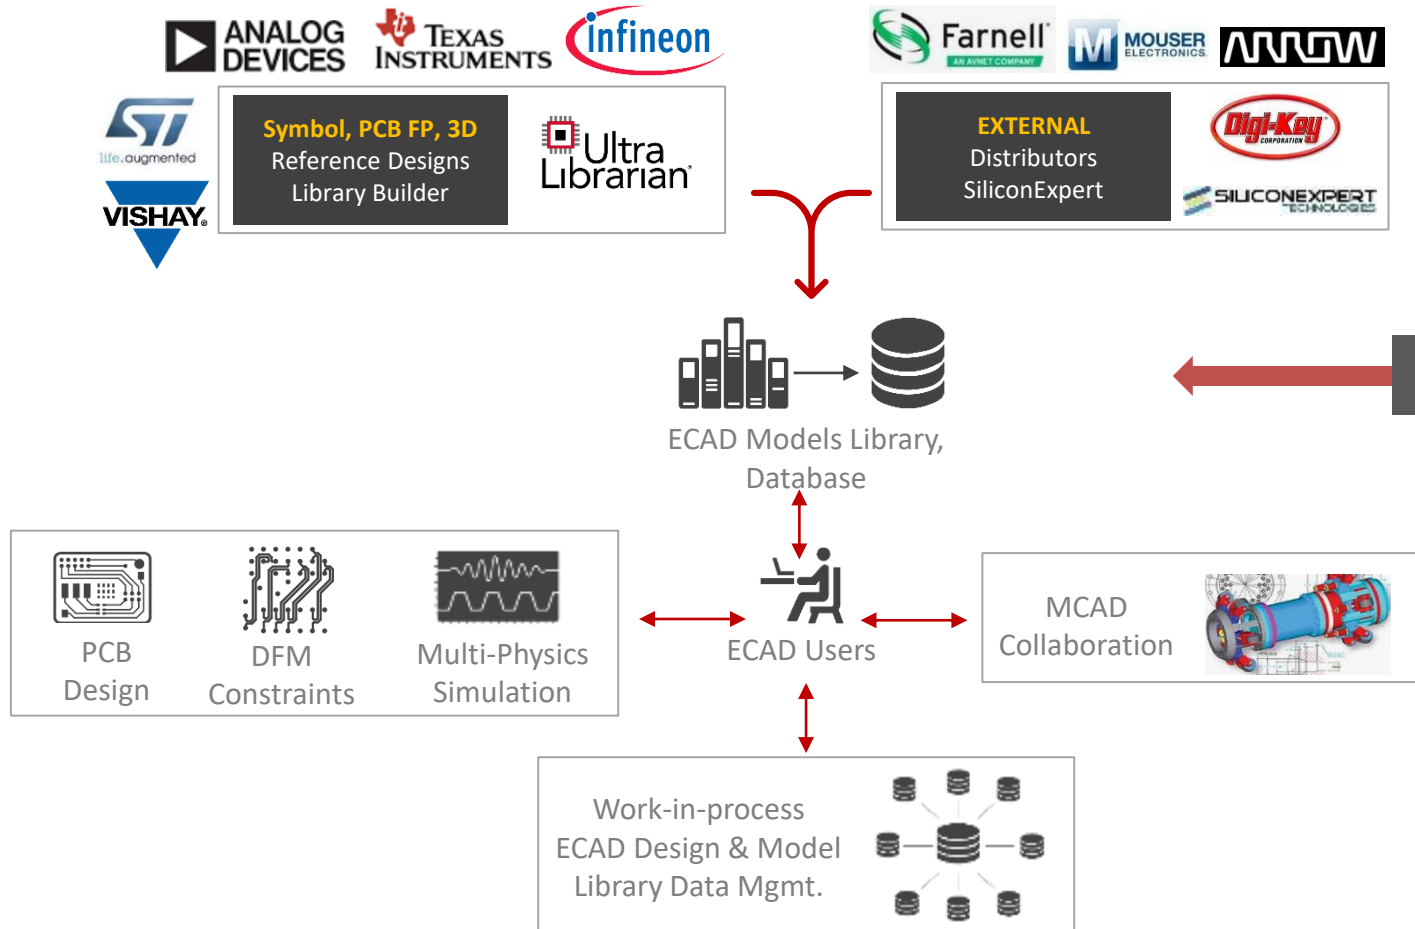 ANALOG
DEVICES
TEXAS
INSTRUMENTS
infineon
Farnell
AN AVNET COMPANY
M
MOUSER
ELECTRONICS.
ARROW
ST
life.augmented
VISHAY®
Symbol, PCB FP, 3D
Reference Designs
Library Builder
Ultra
Librarian
EXTERNAL
Distributors
SiliconExpert
Digi-Key
CORPORATION
SILICONEXPERT
TECHNOLOGIES
ECAD Models Library,
Database
PCB
Design
DFM
Constraints
Multi-Physics
Simulation
ECAD Users
MCAD
Collaboration
Work-in-process
ECAD Design & Model
Library Data Mgmt.